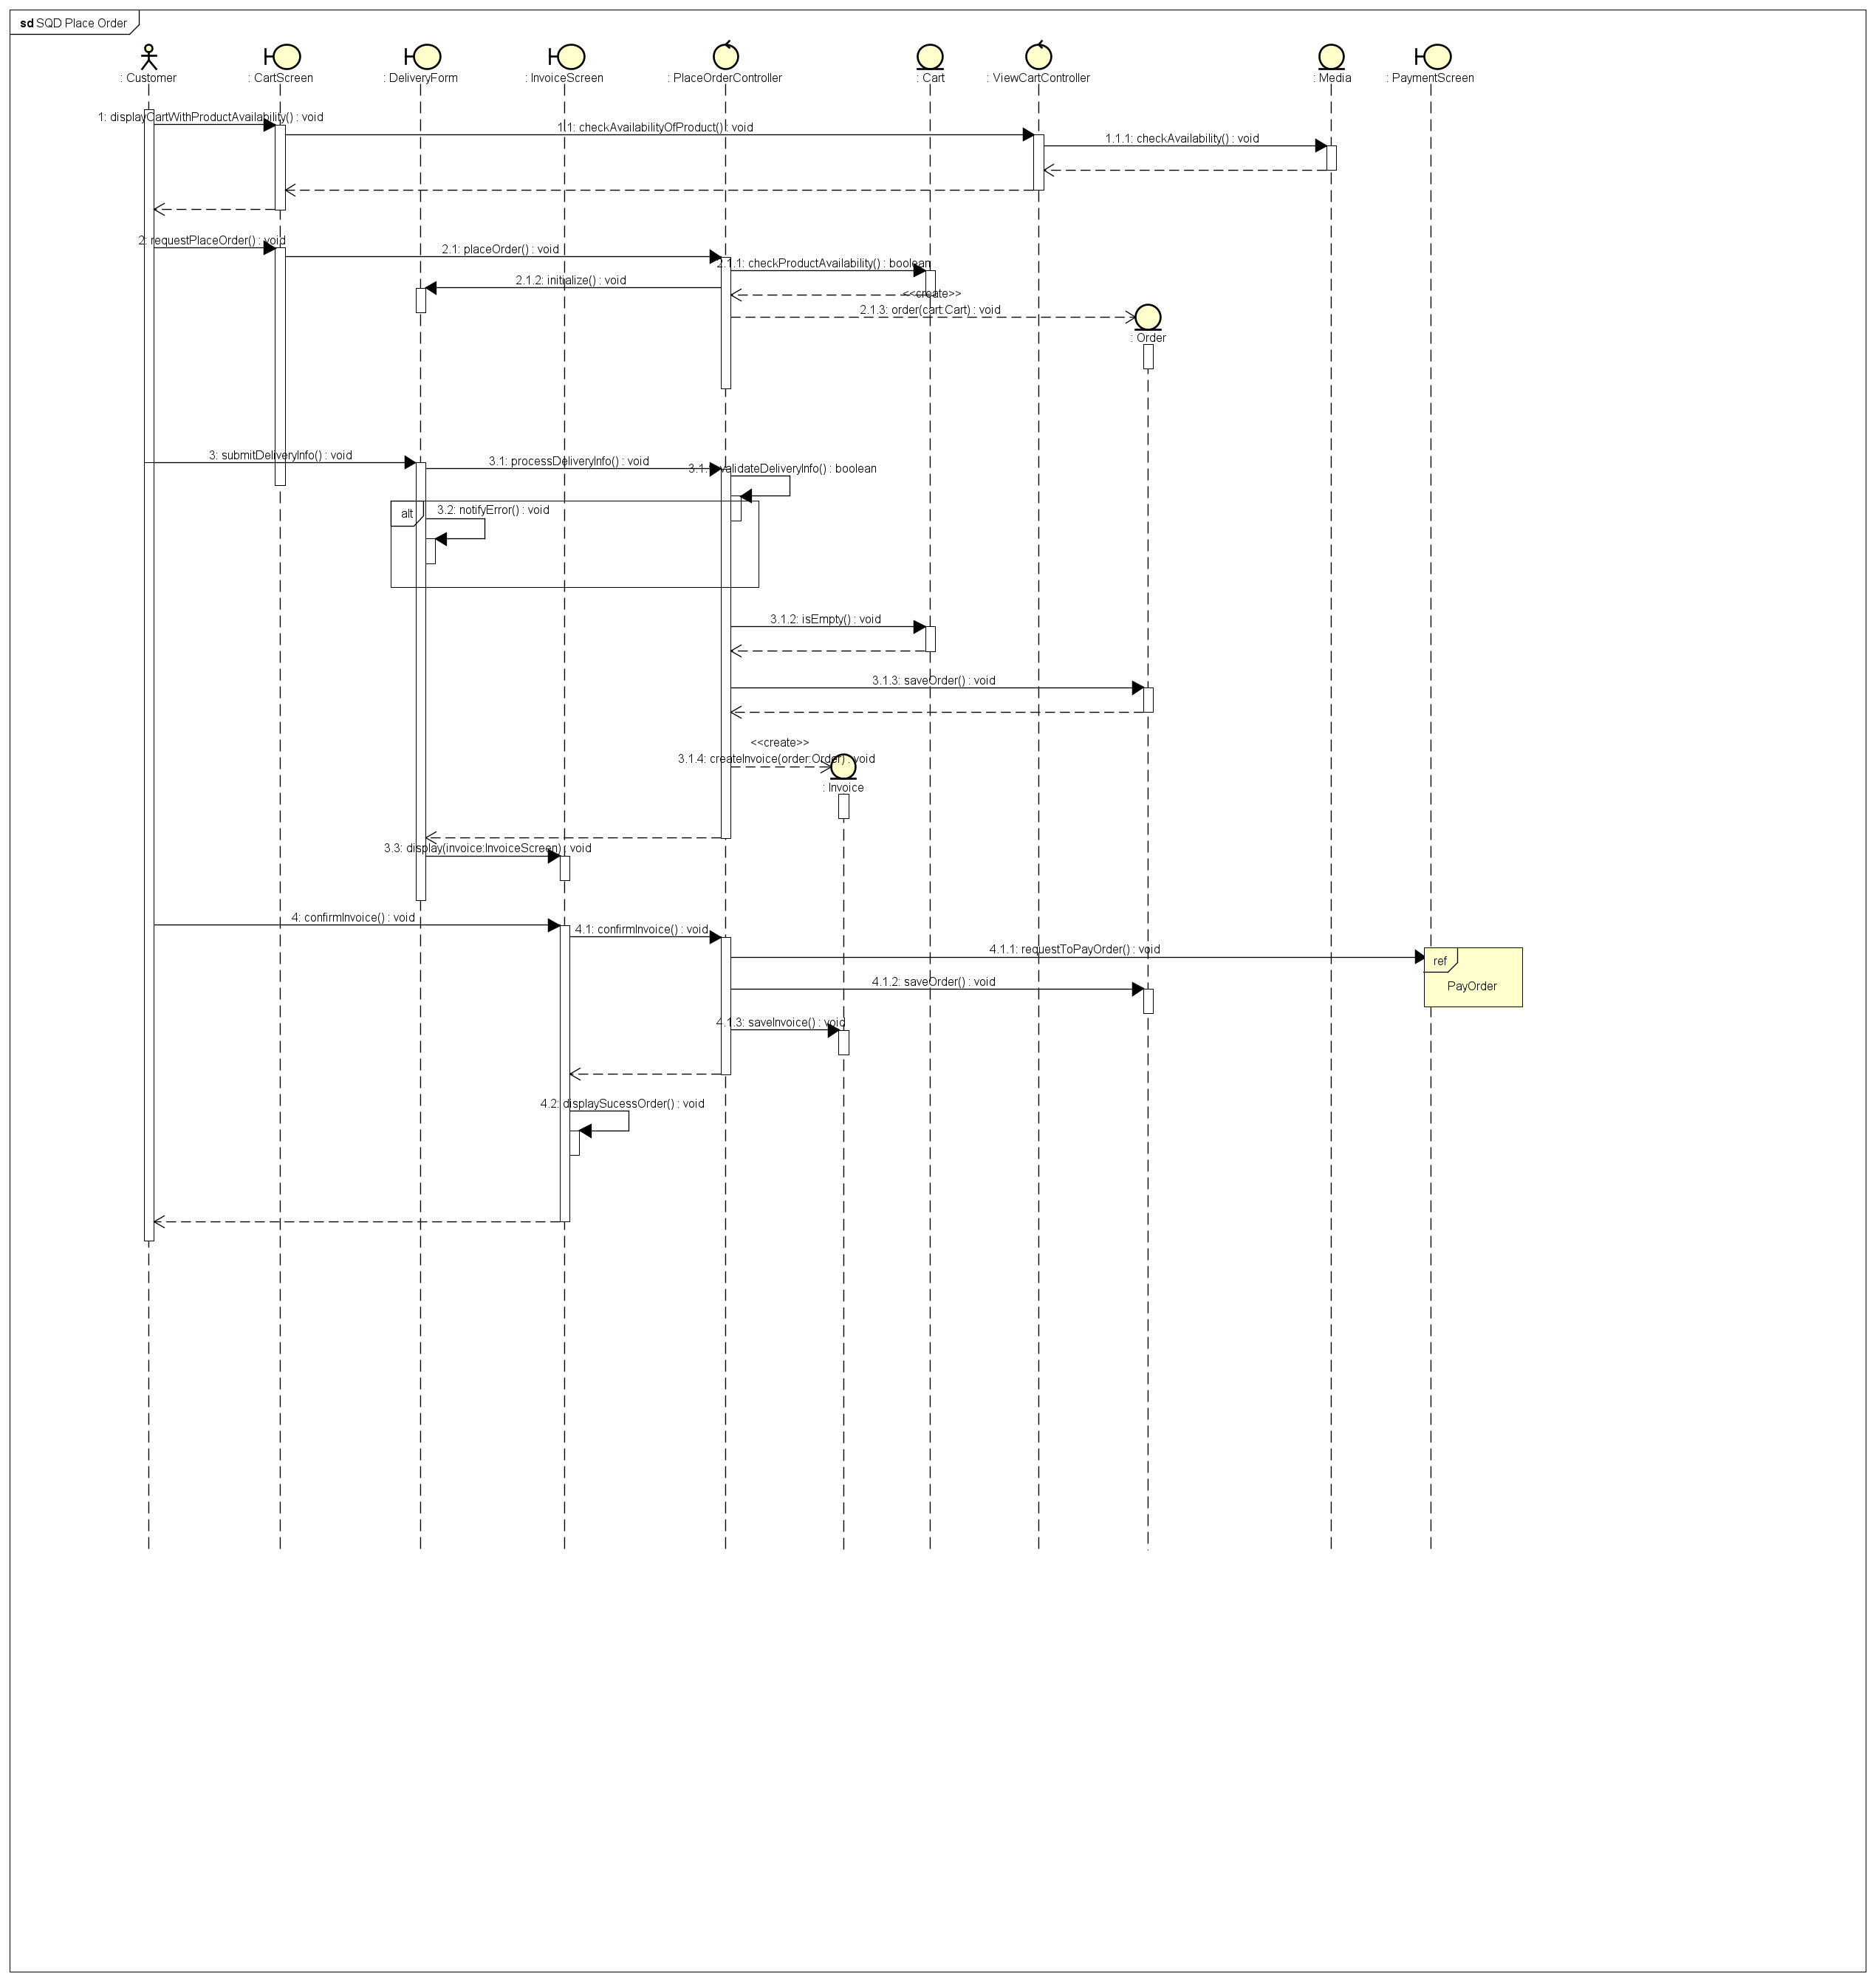 sd SQD Place Order
: Customer
: CartScreen
: DeliveryForm
: InvoiceScreen
: PlaceOrderController
: Cart
: ViewCartController
: Media
: PaymentScreen
1: displayCartWithProductAvailability() : void
1.1: checkAvailabilityOfProduct() : void
1.1.1: checkAvailability() : void
2: requestPlaceOrder() : void
2.1: placeOrder() : void
2.1.1: checkProductAvailability() : boolean
2.1.2: initialize() : void
<<create>>
2.1.3: order(cart:Cart) : void
: Order
3: submitDeliveryInfo() : void
3.1: processDeliveryInfo() : void
3.1.1: validateDeliveryInfo() : boolean
alt
3.2: notifyError() : void
3.1.2: isEmpty() : void
3.1.3: saveOrder() : void
<<create>>
3.1.4: createInvoice(order:Order) : void
: Invoice
3.3: display(invoice:InvoiceScreen) : void
4: confirmInvoice() : void
4.1: confirmInvoice() : void
4.1.1: requestToPayOrder() : void
ref
PayOrder
4.1.2: saveOrder() : void
4.1.3: saveInvoice() : void
4.2: displaySucessOrder() : void